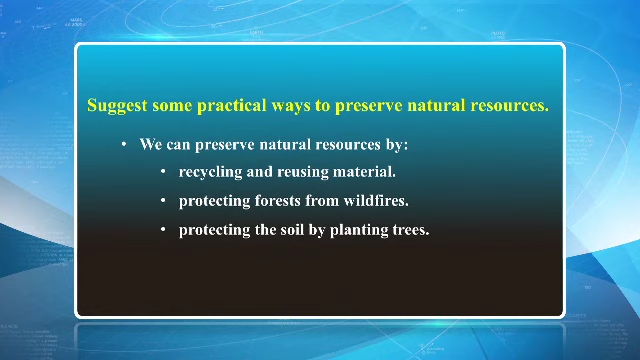 Suggest some practical ways to preserve natural resources.
• We can preserve natural resources by:
• recycling and reusing material.
• protecting forests from wildfires.
• protecting the soil by planting trees.